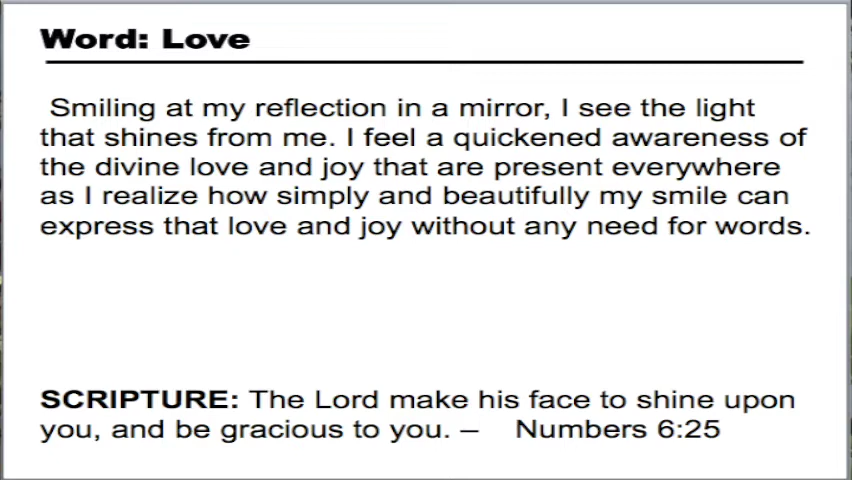 Word: Love
Smiling at my reflection in a mirror, I see the light
that shines from me. I feel a quickened awareness of
the divine love and joy that are present everywhere
as I realize how simply and beautifully my smile can
express that love and joy without any need for words.
SCRIPTURE: The Lord make his face to shine upon
you, and be gracious to you. – Numbers 6:25